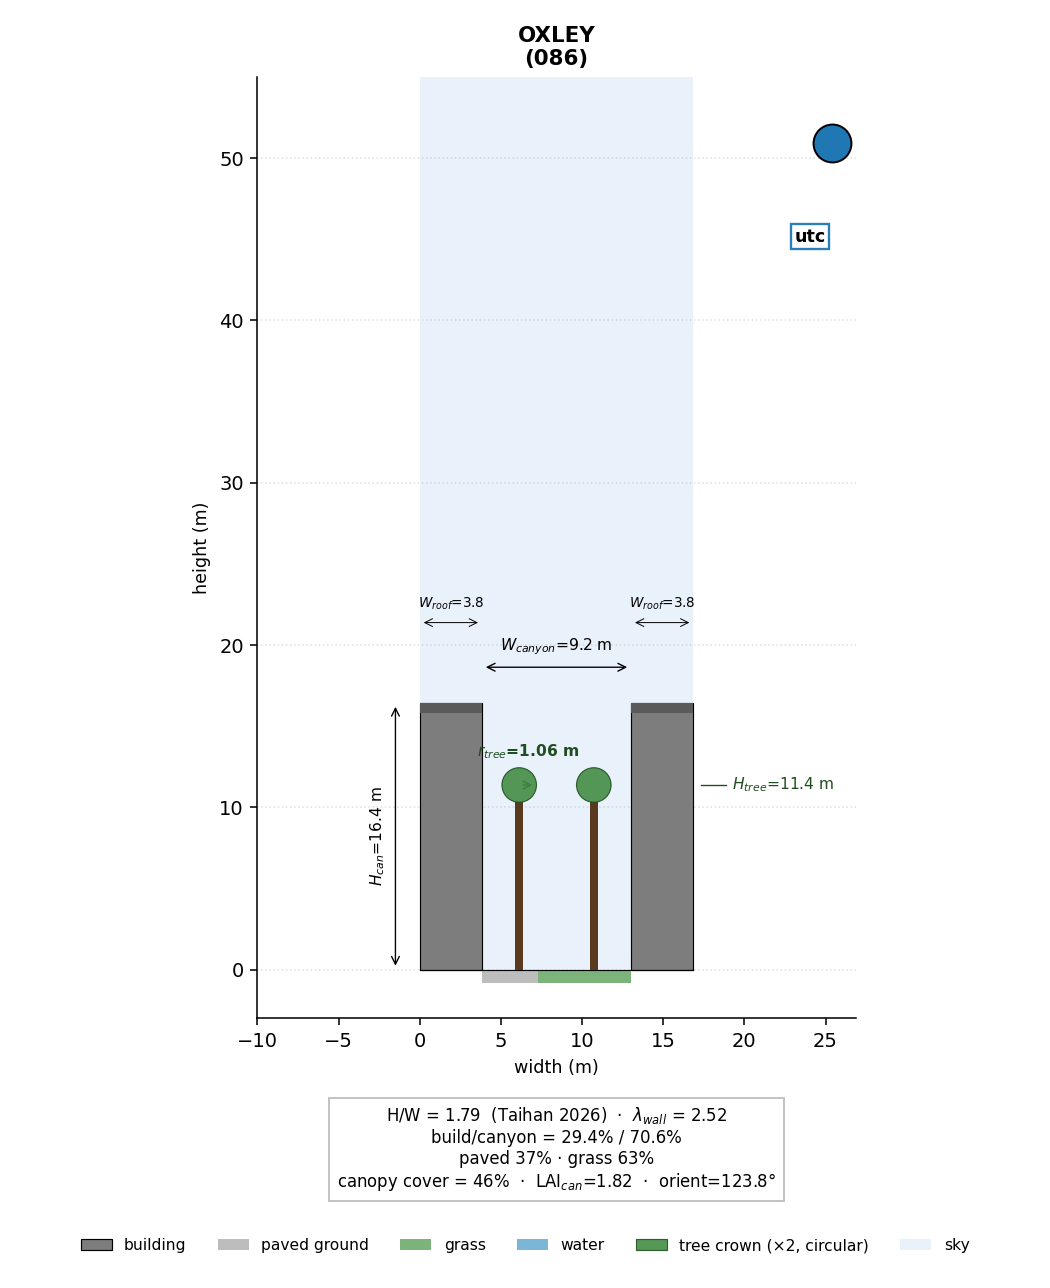 OXLEY
(086)
50
utc
40
30
height (m)
W_roof=3.8
W_roof=3.8
20
W_canyon=9.2 m
r_tree=1.06 m
H_tree=11.4 m
10
H_can=16.4 m
0
−10 −5 0 5 10 15 20 25
width (m)
H/W = 1.79 (Taihan 2026) · λ_wall = 2.52
build/canyon = 29.4% / 70.6%
paved 37% · grass 63%
canopy cover = 46% · LAI_can=1.82 · orient=123.8°
building paved ground grass water tree crown (×2, circular) sky